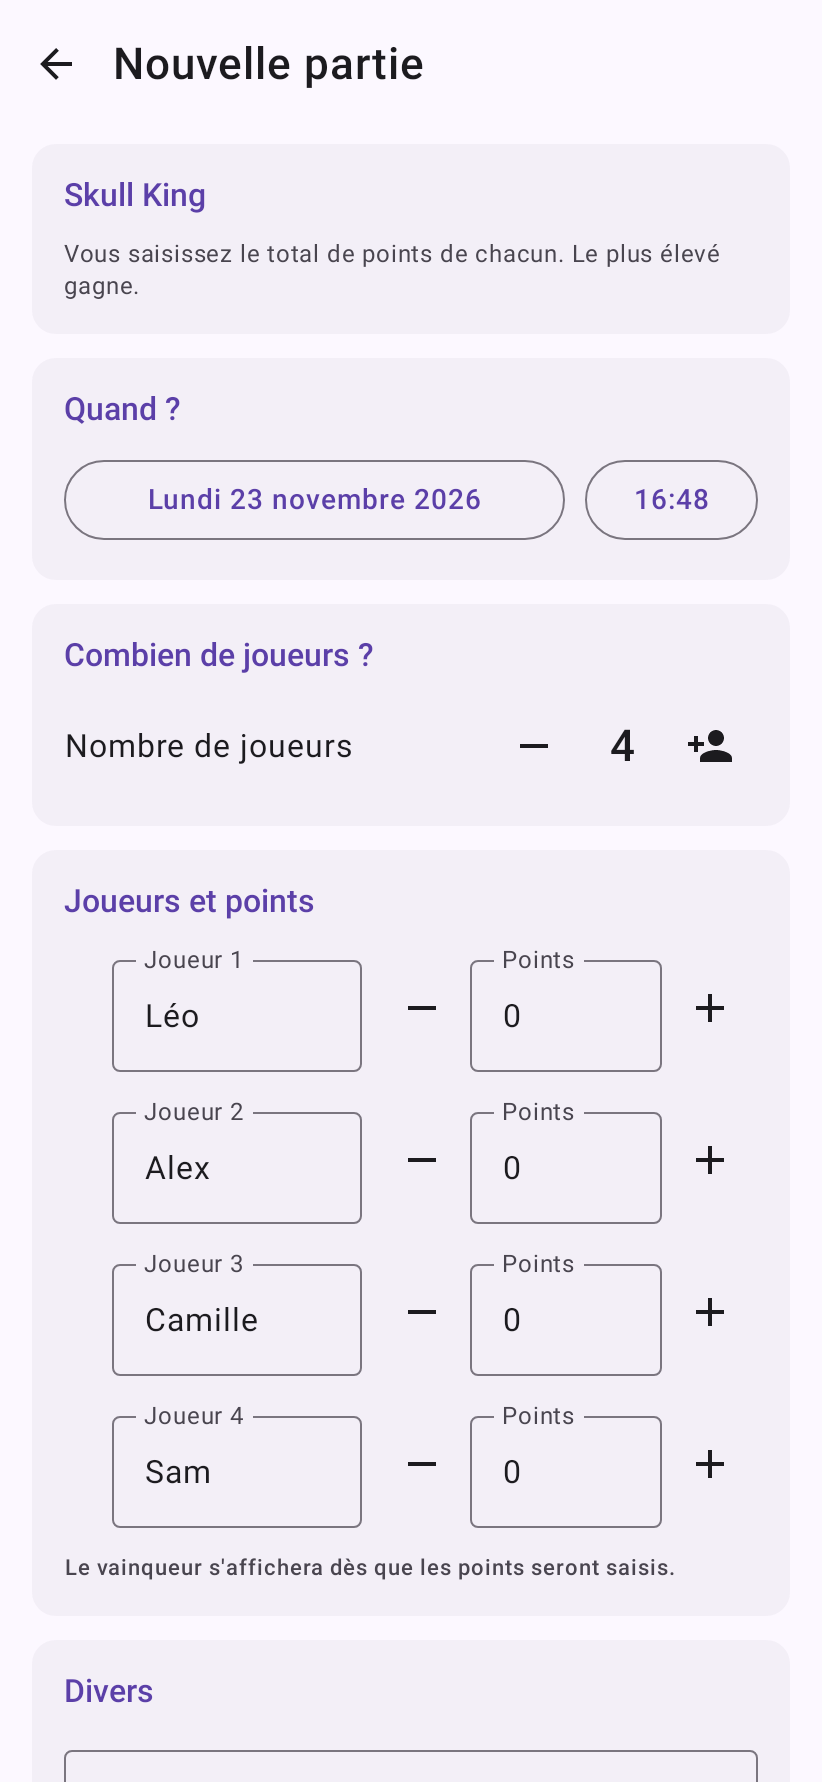 Nouvelle partie
Skull King
Vous saisissez le total de points de chacun. Le plus élevé
gagne.
Quand ?
Lundi 23 novembre 2026
16:48
Combien de joueurs ?
Nombre de joueurs
4
Joueurs et points
Joueur 1
Points
Léo
0
Joueur 2
Points
Alex
0
Joueur 3
Points
Camille
0
Joueur 4
Points
Sam
0
Le vainqueur s'affichera dès que les points seront saisis.
Divers